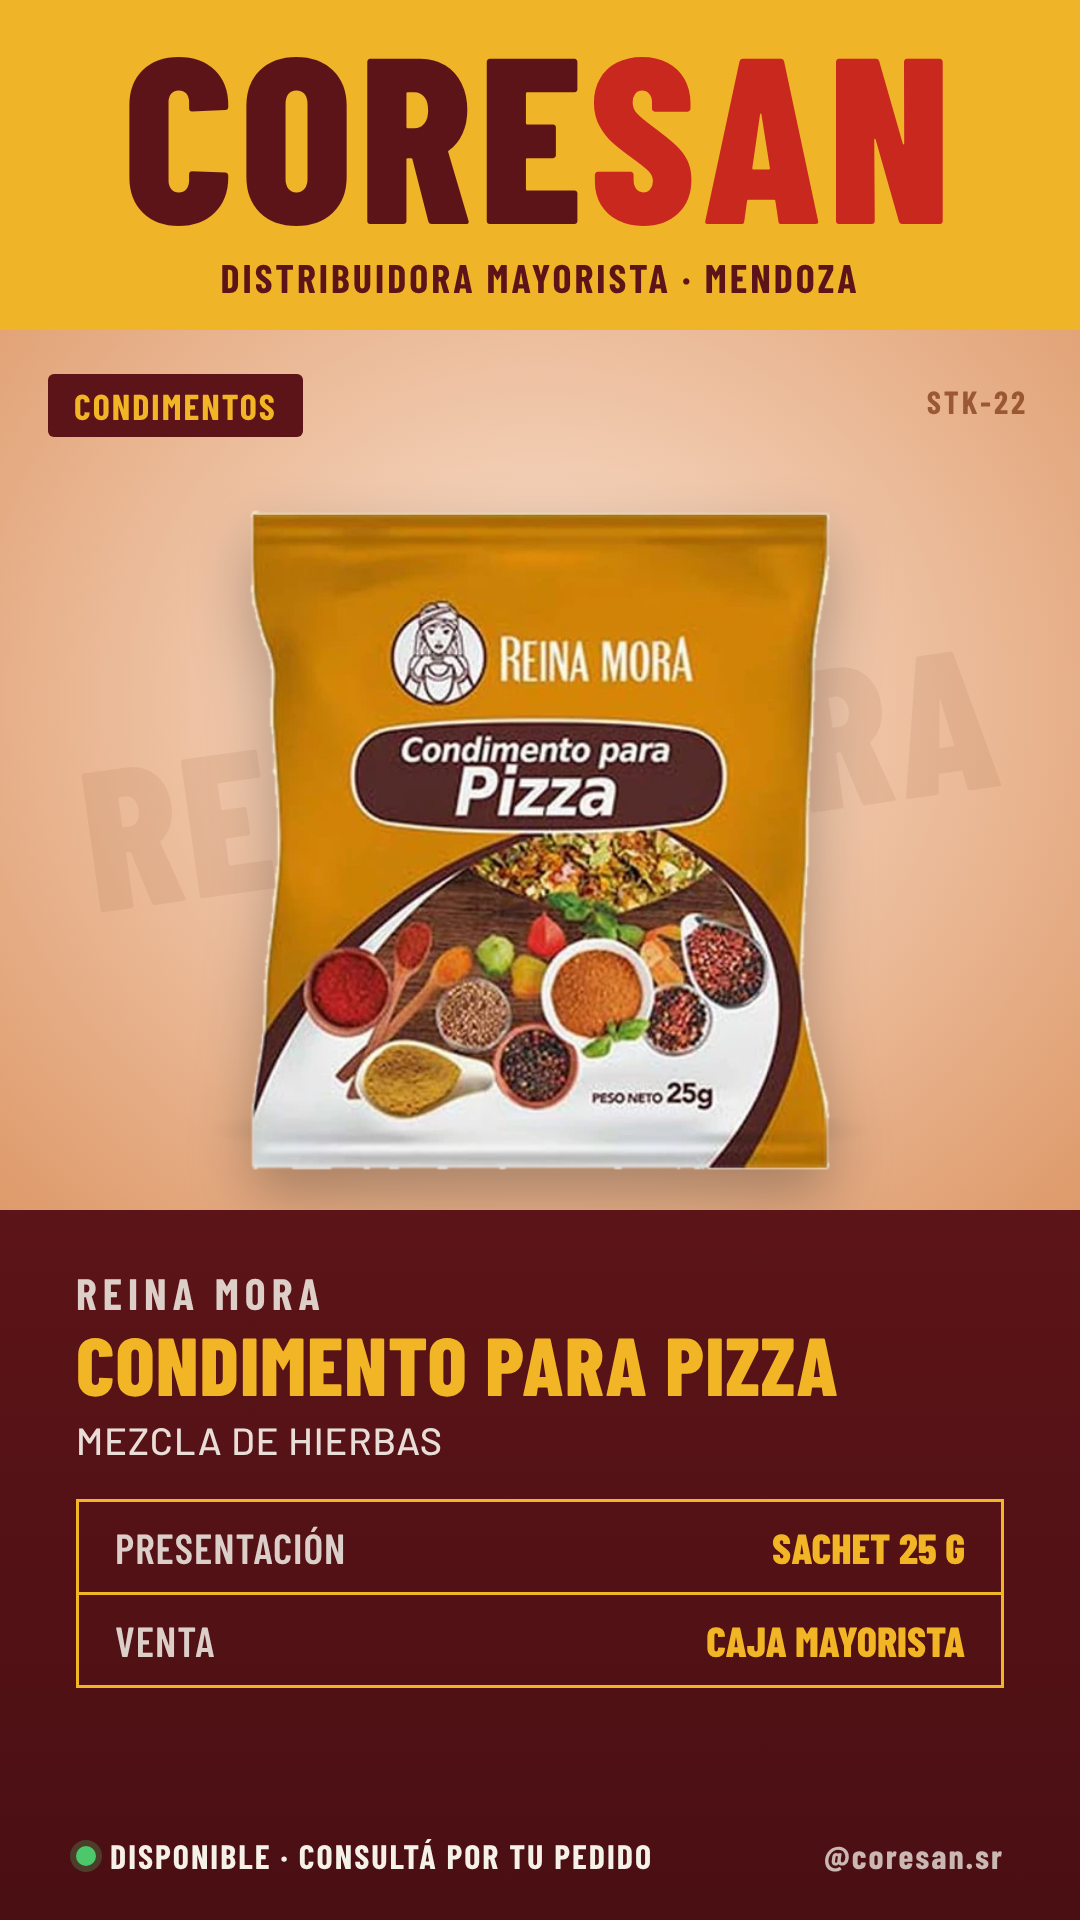 CORESAN
DISTRIBUIDORA MAYORISTA · MENDOZA
CONDIMENTOS
STK-22
REINA MORA
Condimento para
Pizza
PESO NETO 25g
REINA MORA
CONDIMENTO PARA PIZZA
MEZCLA DE HIERBAS
PRESENTACIÓN SACHET 25 G
VENTA CAJA MAYORISTA
DISPONIBLE · CONSULTÁ POR TU PEDIDO @coresan.sr